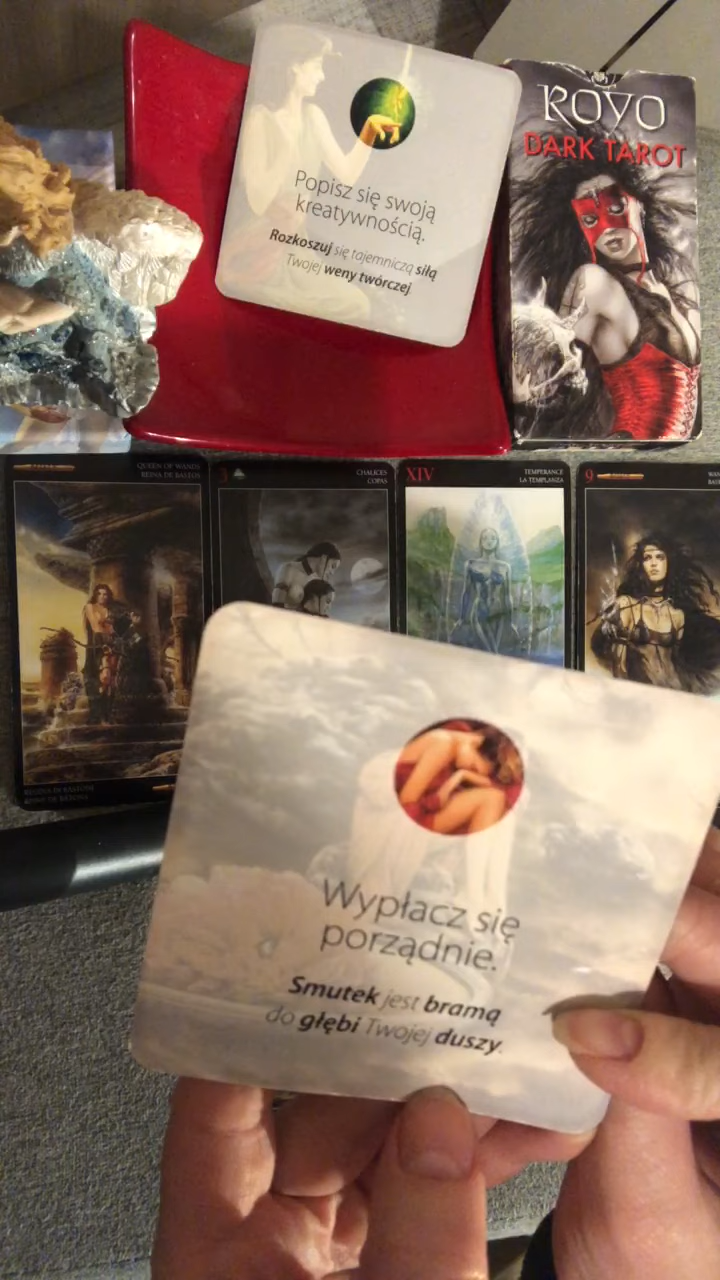 Popisz się swoją
kreatywnością.
Rozkoszuj się tajemniczą siłą
Twojej weny twórczej.
ROYO
DARK TAROT
QUEEN OF WANDS
REINA DE BASTOS
3
CHALICES
COPAS
XIV
TEMPERANCE
LA TEMPLANZA
9
Wypłacz się
porządnie.
Smutek jest bramą
do głębi Twojej duszy.